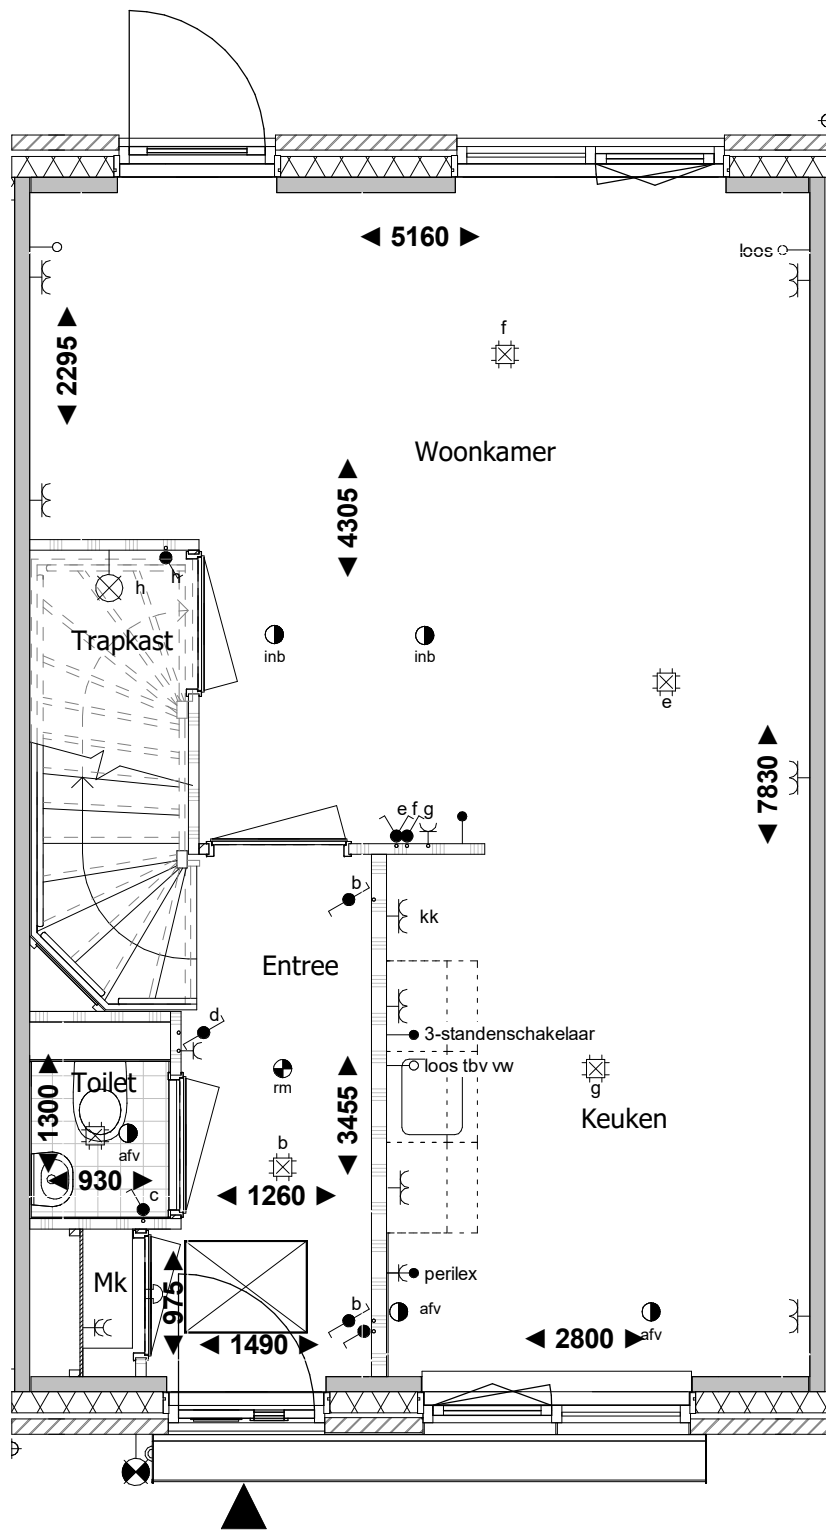 5160
loos
f
2295
Woonkamer
4305
h
h
Trapkast
inb
inb
e
7830
e f g
b
kk
Entree
d
3-standenschakelaar
loos tbv vw
Toilet
1300
rm
3455
g
Keuken
afv
b
930
c
1260
Mk
975
perilex
b
afv
1490
2800
afv